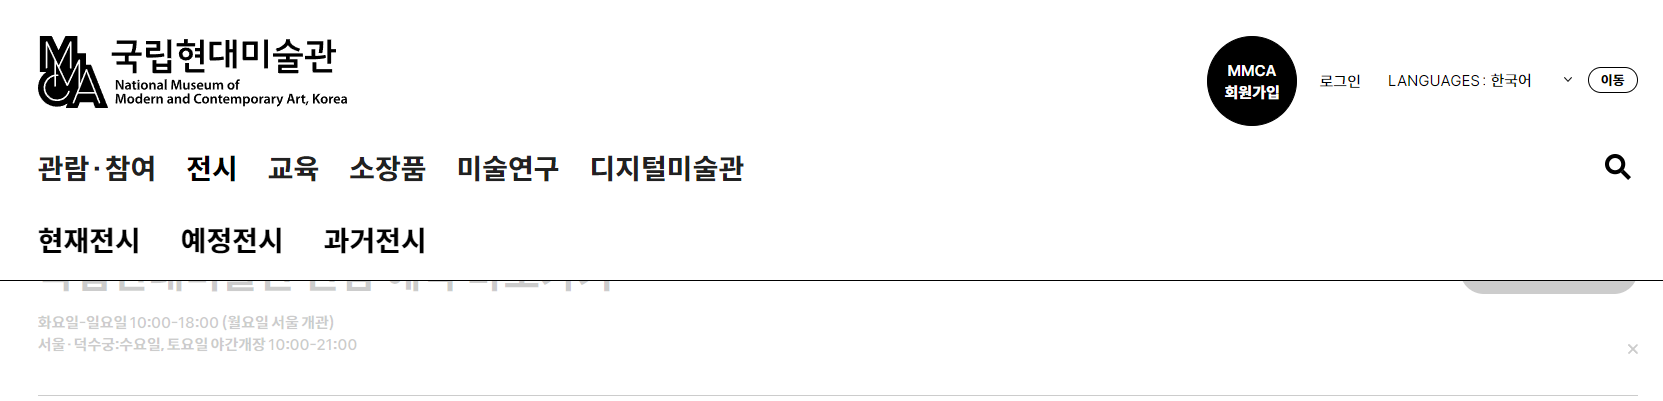 MMCA
국립현대미술관
National Museum of
Modern and Contemporary Art, Korea
MMCA
회원가입
로그인
LANGUAGES : 한국어
이동
관람·참여 전시 교육 소장품 미술연구 디지털미술관
현재전시 예정전시 과거전시
화요일-일요일 10:00-18:00 (월요일 서울 개관)
서울·덕수궁:수요일, 토요일 야간개장 10:00-21:00